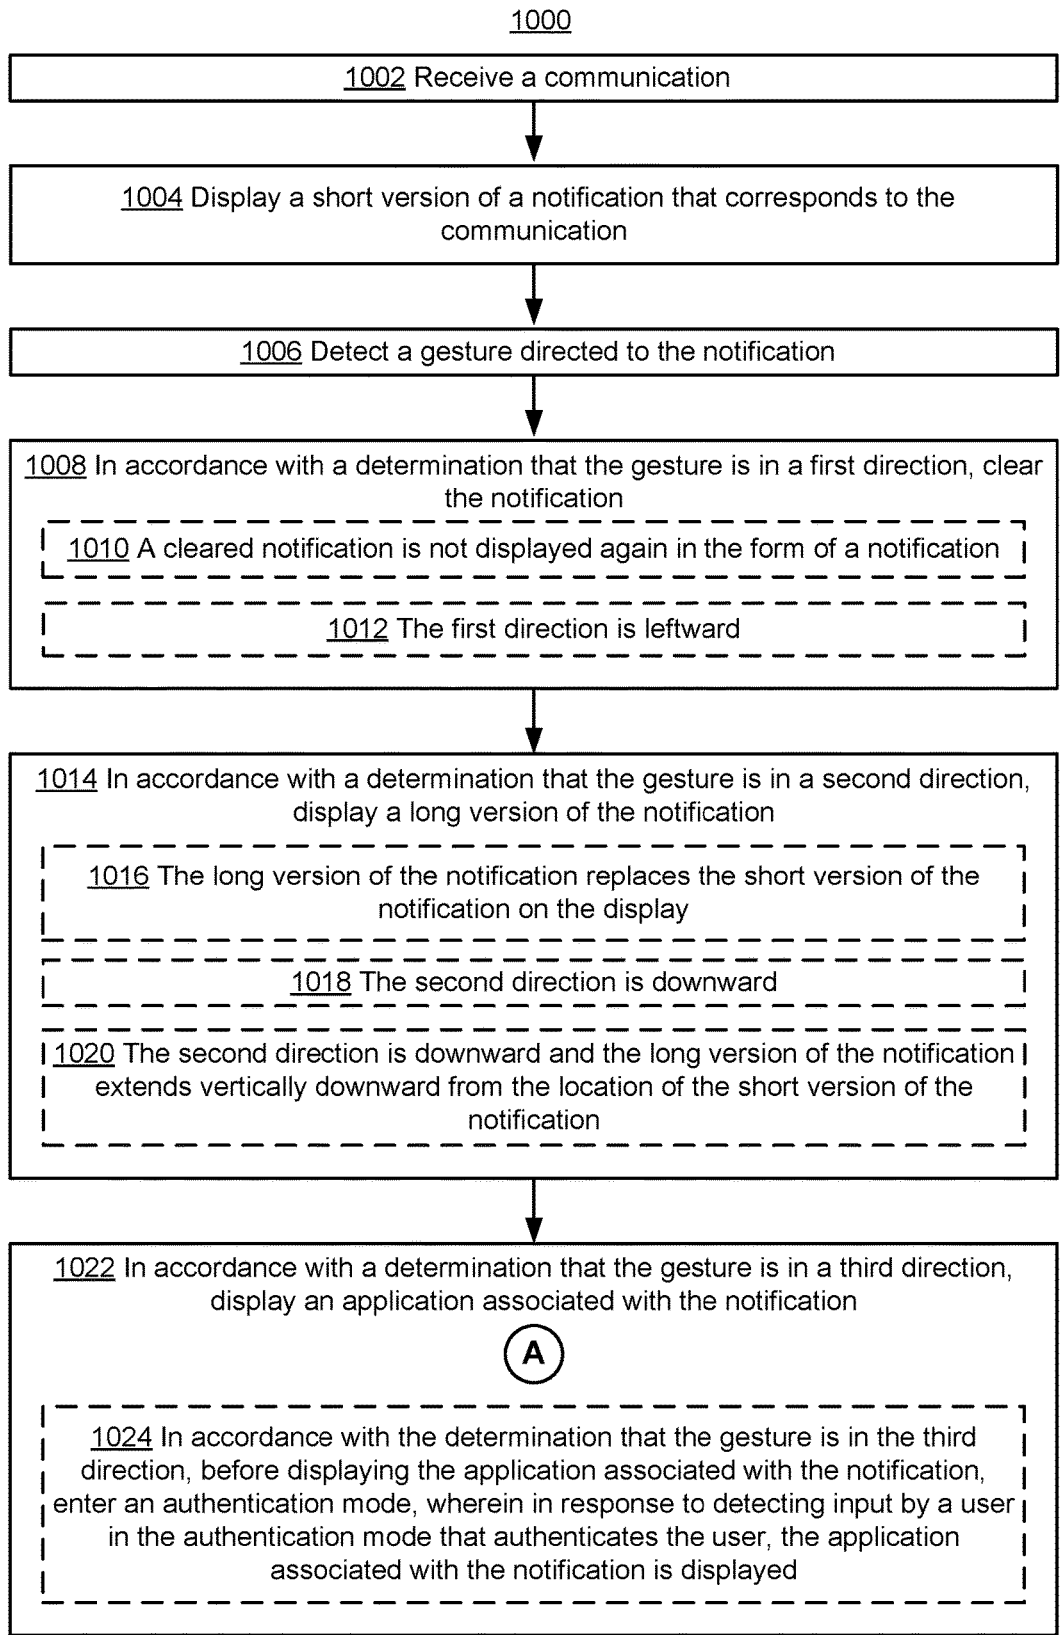 1000
1002 Receive a communication
1004 Display a short version of a notification that corresponds to the
communication
1006 Detect a gesture directed to the notification
1008 In accordance with a determination that the gesture is in a first direction, clear
the notification
1010 A cleared notification is not displayed again in the form of a notification
1012 The first direction is leftward
1014 In accordance with a determination that the gesture is in a second direction,
display a long version of the notification
1016 The long version of the notification replaces the short version of the
notification on the display
1018 The second direction is downward
1020 The second direction is downward and the long version of the notification
extends vertically downward from the location of the short version of the
notification
1022 In accordance with a determination that the gesture is in a third direction,
display an application associated with the notification
A
1024 In accordance with the determination that the gesture is in the third
direction, before displaying the application associated with the notification,
enter an authentication mode, wherein in response to detecting input by a user
in the authentication mode that authenticates the user, the application
associated with the notification is displayed